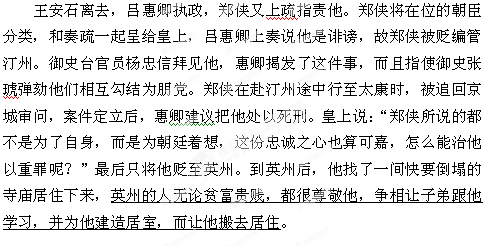 王安石离去，吕惠卿执政，郑侠又上疏指责他。郑侠将在位的朝臣
分类，和奏疏一起呈给皇上，吕惠卿上奏说他是诽谤，故郑侠被贬编管
汀州。御史台官员杨忠信拜见他，惠卿揭发了这件事，而且指使御史张
琥弹劾他们相互勾结为朋党。郑侠在赴汀州途中行至太康时，被追回京
城审问，案件定立后，惠卿建议把他处以死刑。皇上说：“郑侠所说的都
不是为了自身，而是为朝廷着想，这份忠诚之心也算可嘉，怎么能治他
以重罪呢？”最后只将他贬至英州。到英州后，他找了一间快要倒塌的
寺庙居住下来，英州的人无论贫富贵贱，都很尊敬他，争相让子弟跟他
学习，并为他建造居室，而让他搬去居住。